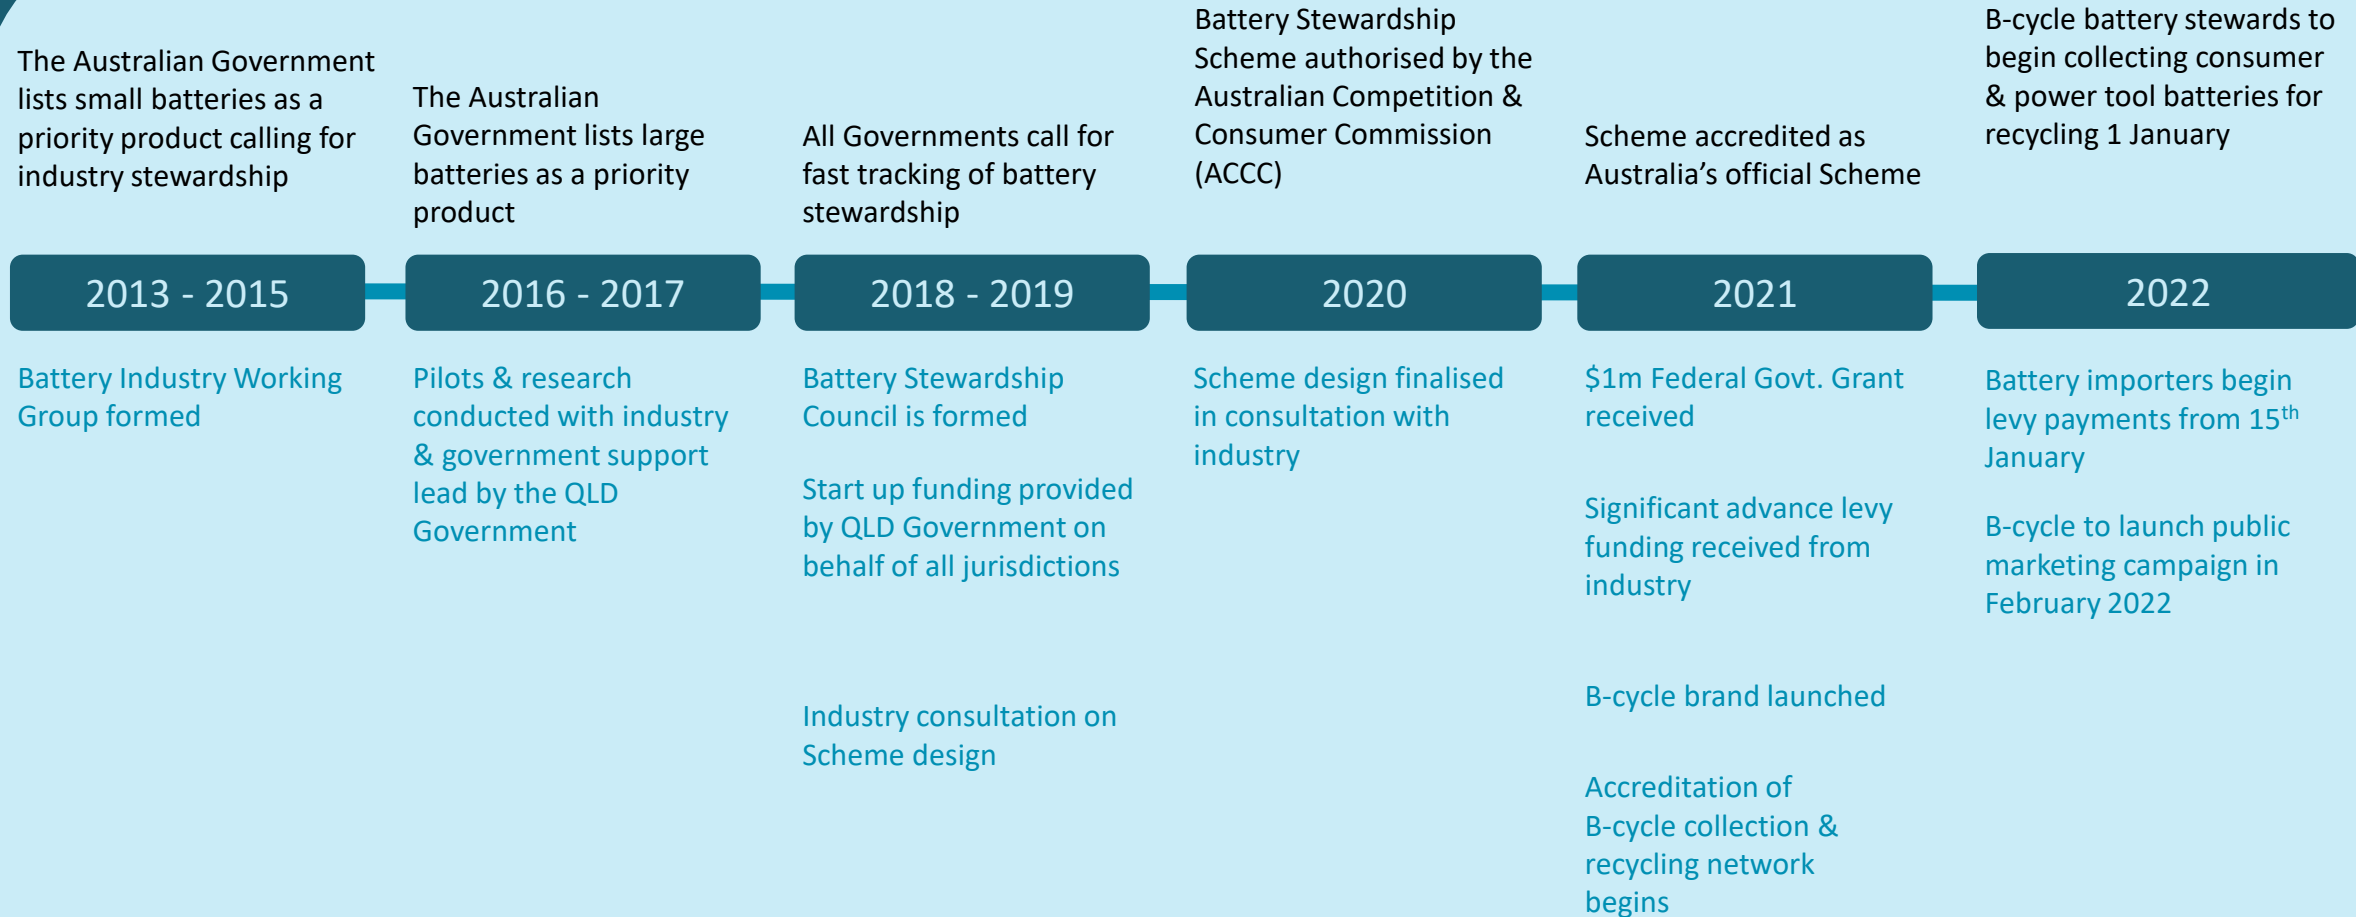 The Australian Government
lists small batteries as a
priority product calling for
industry stewardship
The Australian
Government lists large
batteries as a priority
product
All Governments call for
fast tracking of battery
stewardship
Battery Stewardship
Scheme authorised by the
Australian Competition &
Consumer Commission
(ACCC)
Scheme accredited as
Australia’s official Scheme
B-cycle battery stewards to
begin collecting consumer
& power tool batteries for
recycling 1 January
2013 - 2015
2016 - 2017
2018 - 2019
2020
2021
2022
Battery Industry Working
Group formed
Pilots & research
conducted with industry
& government support
lead by the QLD
Government
Battery Stewardship
Council is formed
Start up funding provided
by QLD Government on
behalf of all jurisdictions
Industry consultation on
Scheme design
Scheme design finalised
in consultation with
industry
$1m Federal Govt. Grant
received
Significant advance levy
funding received from
industry
B-cycle brand launched
Accreditation of
B-cycle collection &
recycling network
begins
Battery importers begin
levy payments from 15th
January
B-cycle to launch public
marketing campaign in
February 2022